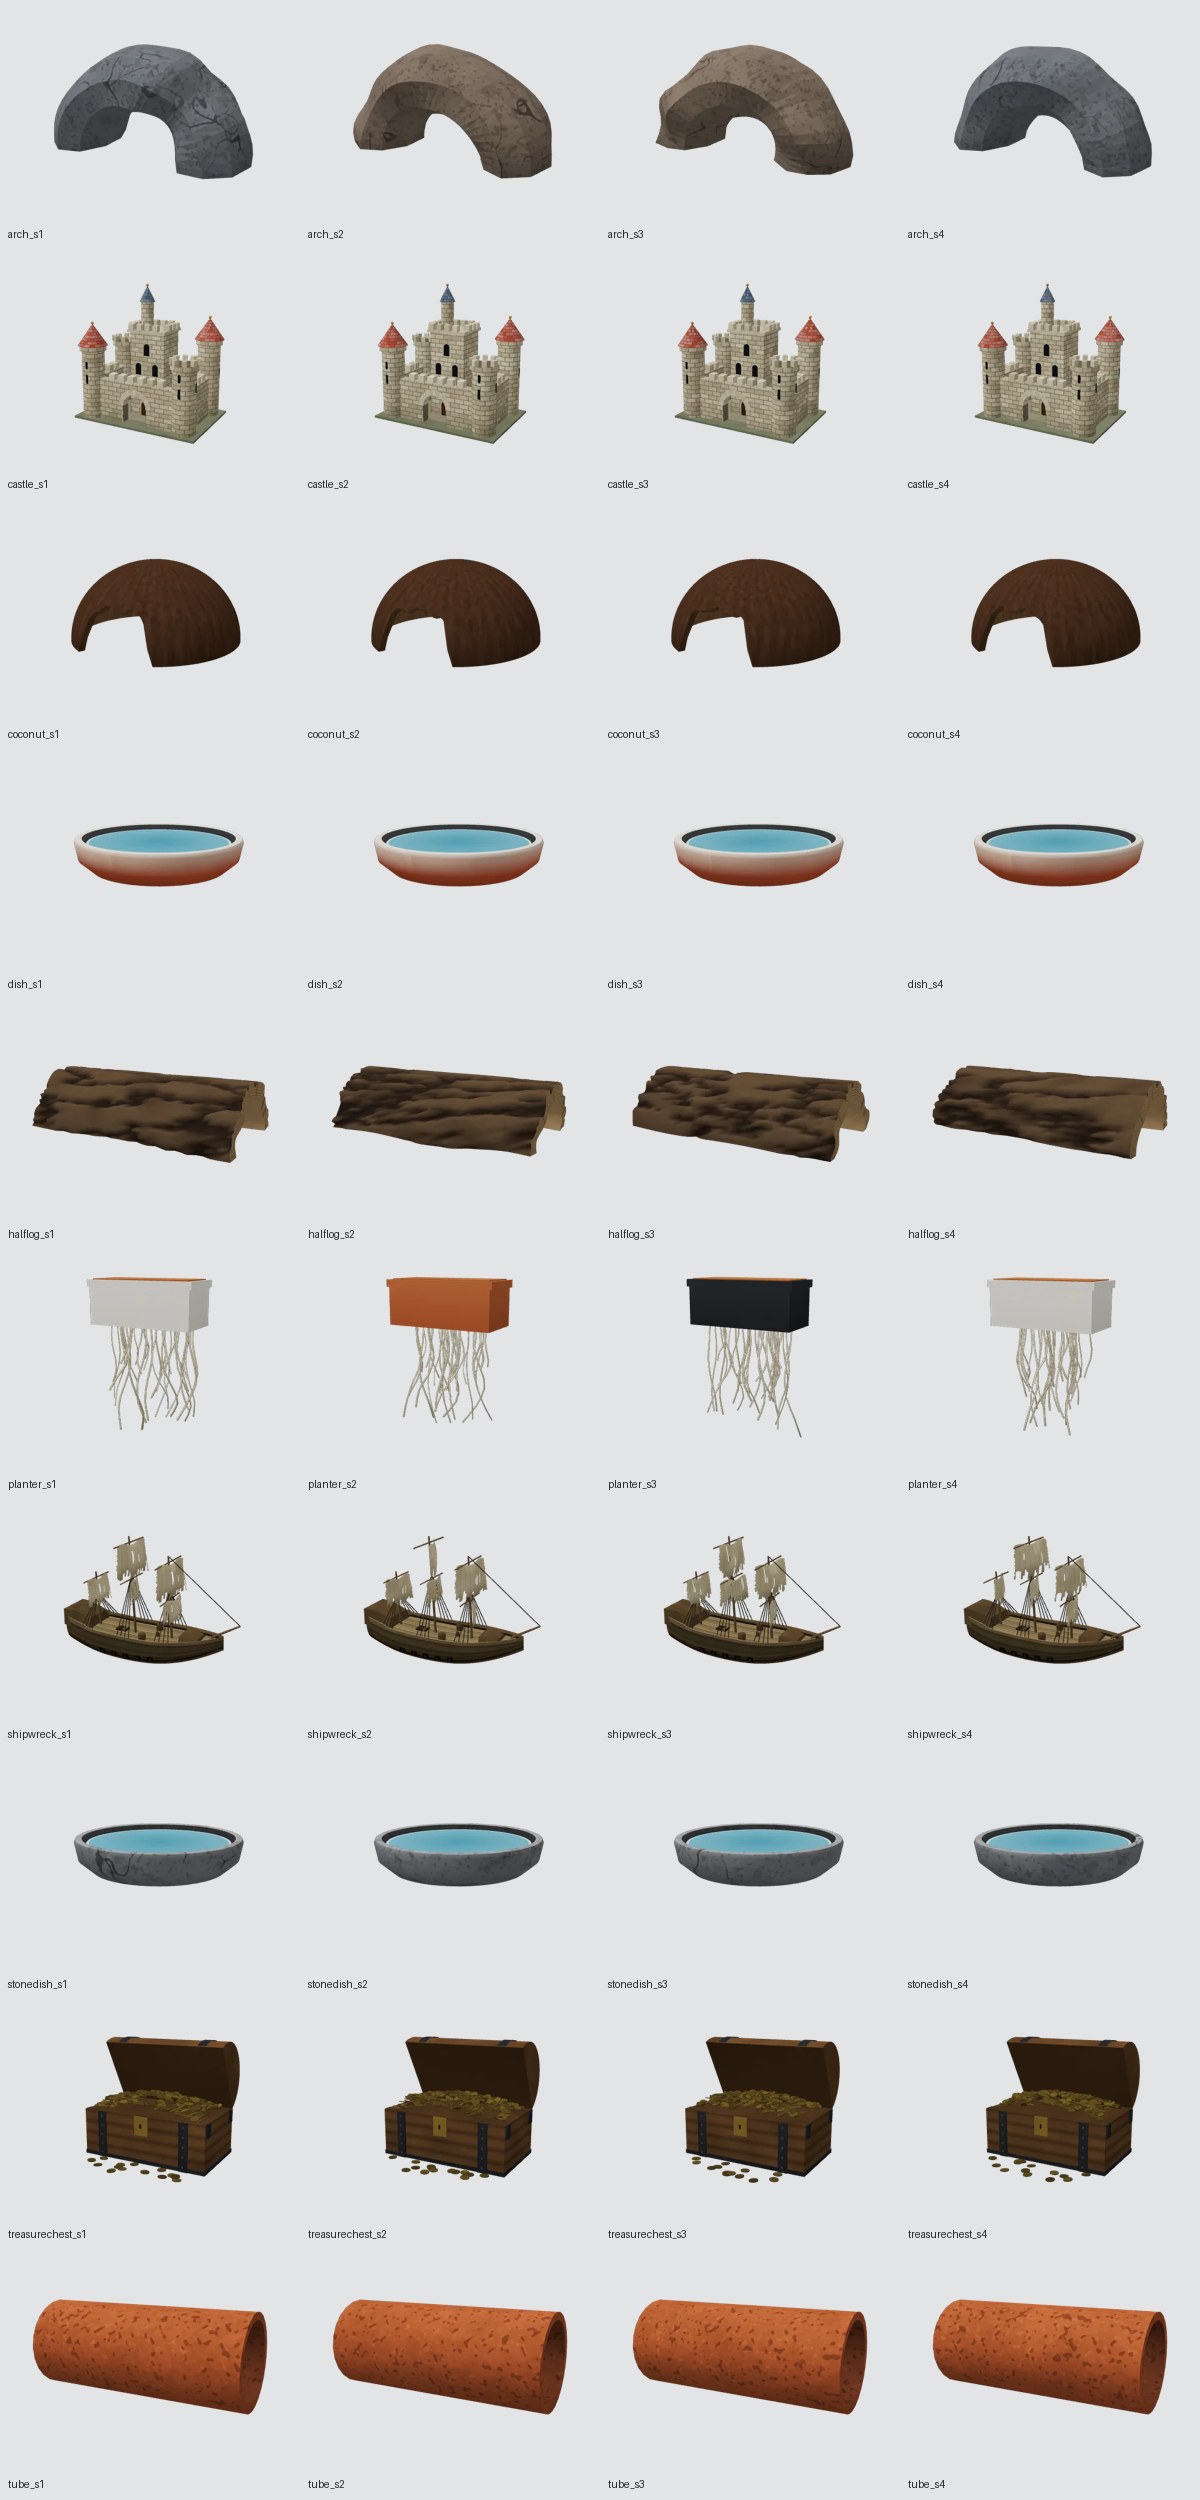 arch_s1
arch_s2
arch_s3
arch_s4
castle_s1
castle_s2
castle_s3
castle_s4
coconut_s1
coconut_s2
coconut_s3
coconut_s4
dish_s1
dish_s2
dish_s3
dish_s4
halflog_s1
halflog_s2
halflog_s3
halflog_s4
planter_s1
planter_s2
planter_s3
planter_s4
shipwreck_s1
shipwreck_s2
shipwreck_s3
shipwreck_s4
stonedish_s1
stonedish_s2
stonedish_s3
stonedish_s4
treasurechest_s1
treasurechest_s2
treasurechest_s3
treasurechest_s4
tube_s1
tube_s2
tube_s3
tube_s4